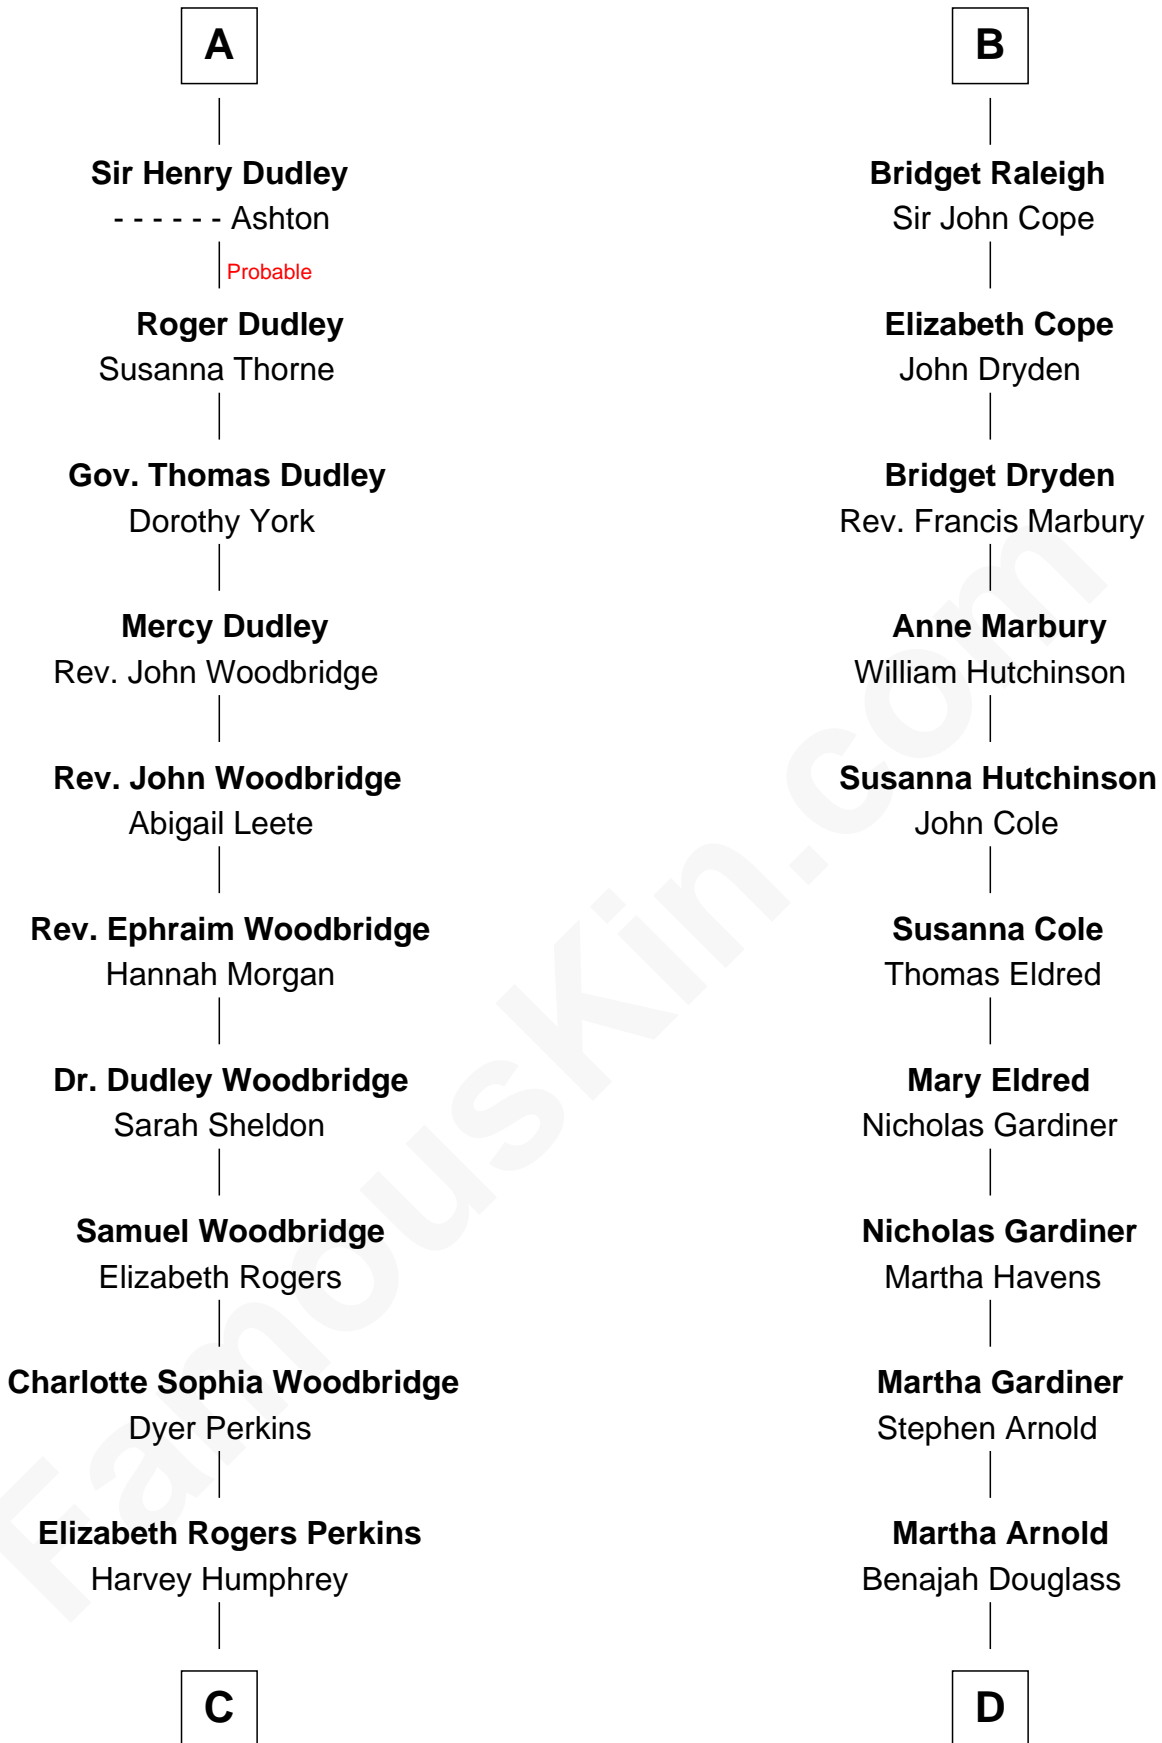 A
Sir Henry Dudley
- - - - - - Ashton
Probable
Roger Dudley
Susanna Thorne
Gov. Thomas Dudley
Dorothy York
Mercy Dudley
Rev. John Woodbridge
Rev. John Woodbridge
Abigail Leete
Rev. Ephraim Woodbridge
Hannah Morgan
Dr. Dudley Woodbridge
Sarah Sheldon
Samuel Woodbridge
Elizabeth Rogers
Charlotte Sophia Woodbridge
Dyer Perkins
Elizabeth Rogers Perkins
Harvey Humphrey
C
B
Bridget Raleigh
Sir John Cope
Elizabeth Cope
John Dryden
Bridget Dryden
Rev. Francis Marbury
Anne Marbury
William Hutchinson
Susanna Hutchinson
John Cole
Susanna Cole
Thomas Eldred
Mary Eldred
Nicholas Gardiner
Nicholas Gardiner
Martha Havens
Martha Gardiner
Stephen Arnold
Martha Arnold
Benajah Douglass
D
FamousKin.com